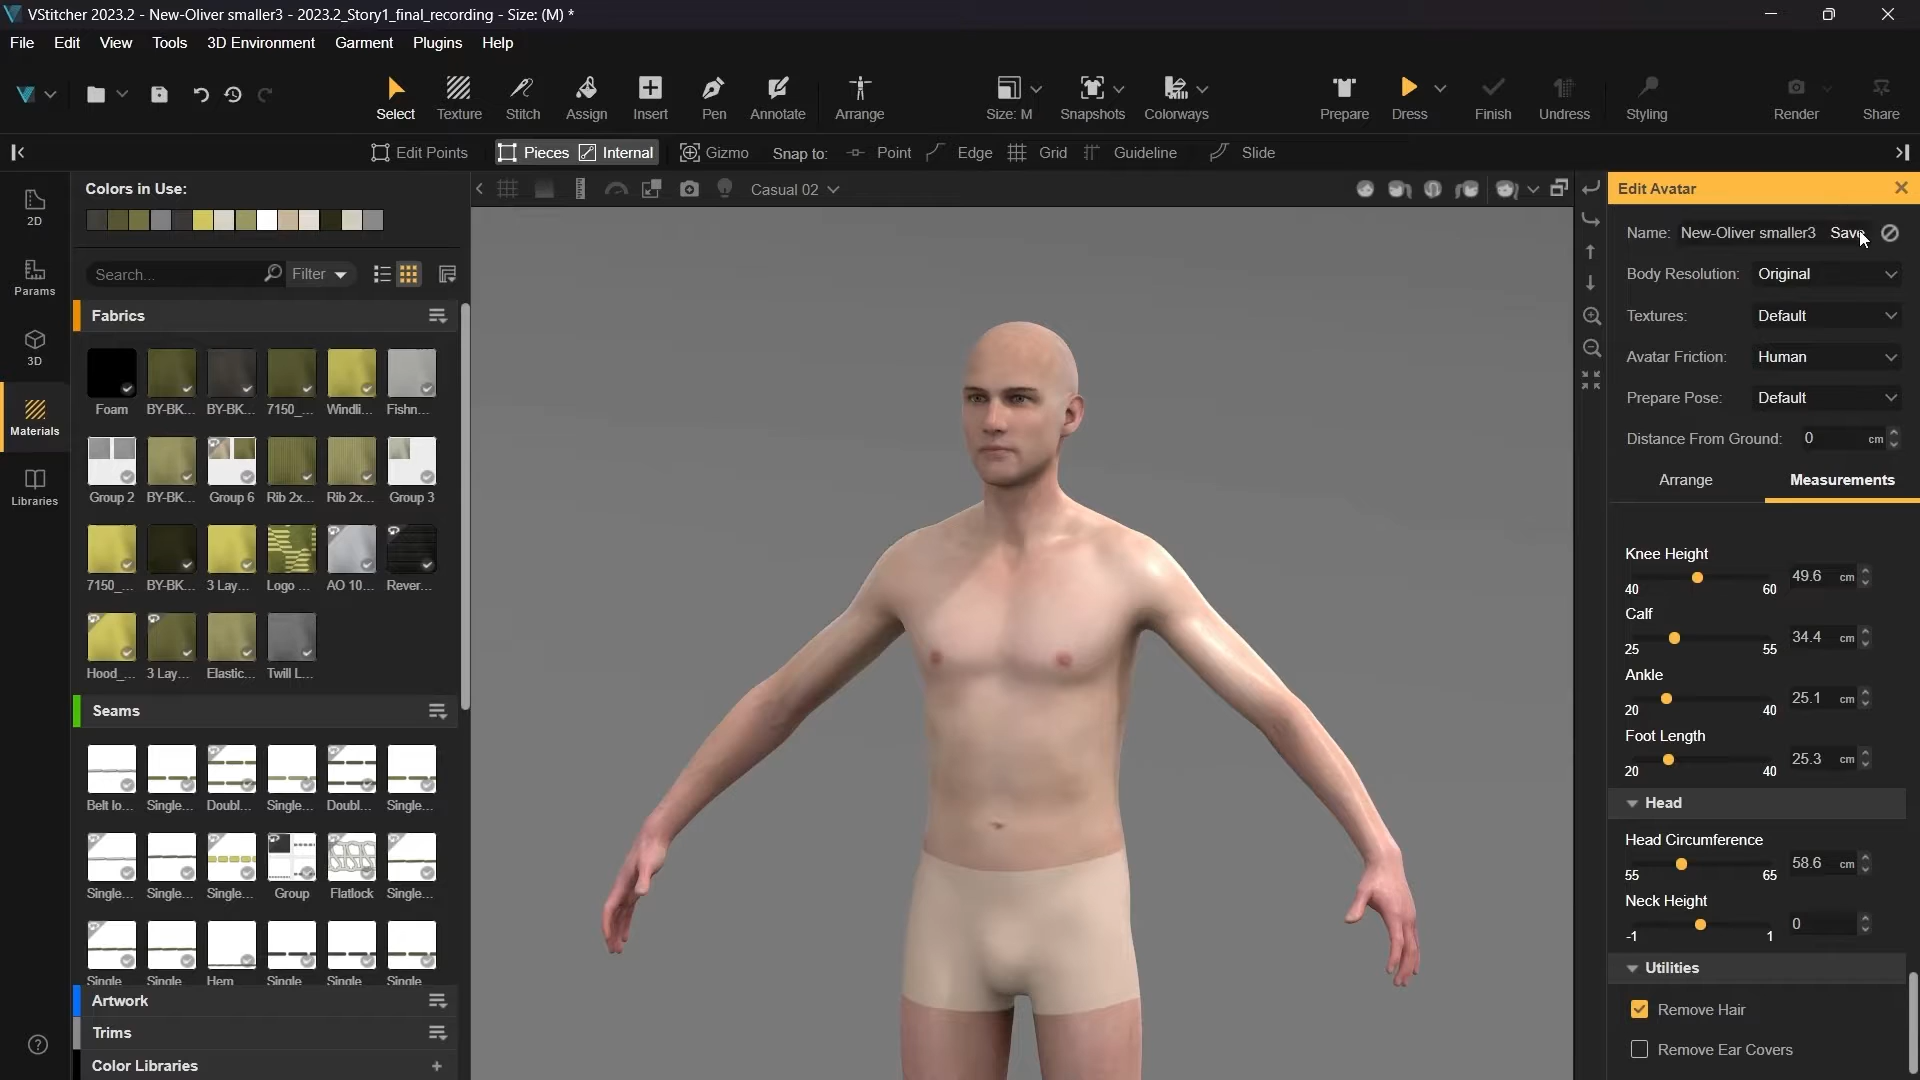 VStitcher 2023.2 - New-Oliver smaller3 - 2023.2_Story1_final_recording - Size: (M) *
File Edit View Tools 3D Environment Garment Plugins Help
Select Texture Stitch Assign Insert Pen Annotate Arrange Size: M Snapshots Colorways Prepare Dress Finish Undress Styling Render Share
Edit Points Pieces Internal Gizmo Snap to: Point Edge Grid Guideline Slide
2D
Params
3D
Materials
Libraries
Colors in Use:
Search... Filter
Fabrics
Foam BY-BK... BY-BK... 7150_... Windli... Fishn...
Group 2 BY-BK... Group 6 Rib 2x... Rib 2x... Group 3
7150_... BY-BK... 3 Lay... Logo ... AO 10... Rever...
Hood_... 3 Lay... Elastic... Twill L...
Seams
Belt lo... Single... Doubl... Single... Doubl... Single...
Single... Single... Single... Group Flatlock Single...
Single Single Hem Single Single Single
Artwork
Trims
Color Libraries +
Casual 02
Edit Avatar
Name: New-Oliver smaller3 Save
Body Resolution: Original
Textures: Default
Avatar Friction: Human
Prepare Pose: Default
Distance From Ground: 0 cm
Arrange Measurements
Knee Height
49.6 cm
40 60
Calf
34.4 cm
25 55
Ankle
25.1 cm
20 40
Foot Length
25.3 cm
20 40
Head
Head Circumference
58.6 cm
55 65
Neck Height
0
-1 1
Utilities
Remove Hair
Remove Ear Covers